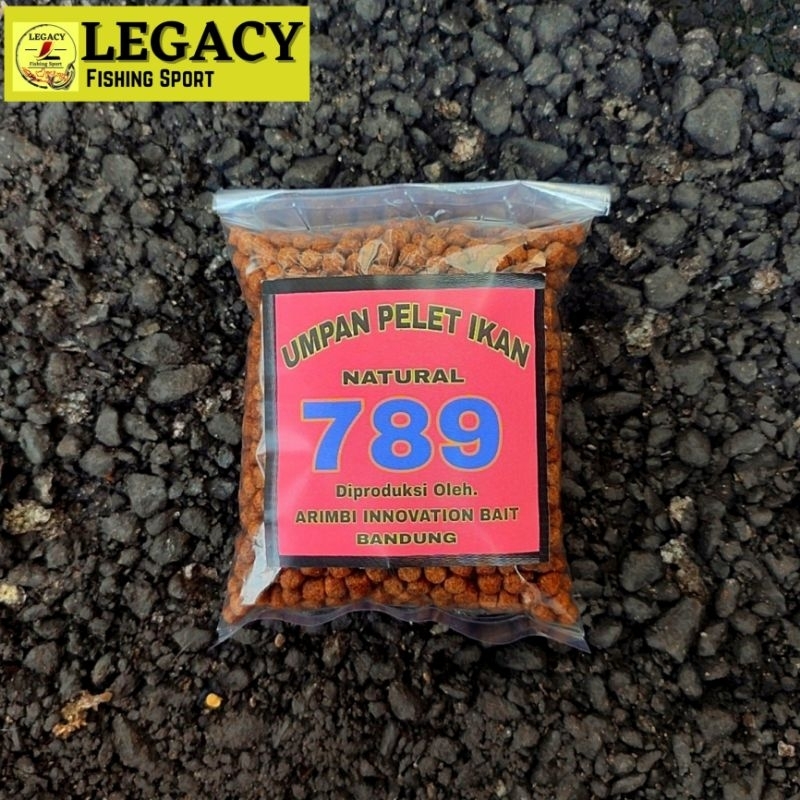 LEGACY
Fishing Sport
LEGACY
FISHING SPORT
UMPAN PELET IKAN
NATURAL
789
Diproduksi Oleh.
ARIMBI INNOVATION BAIT
BANDUNG